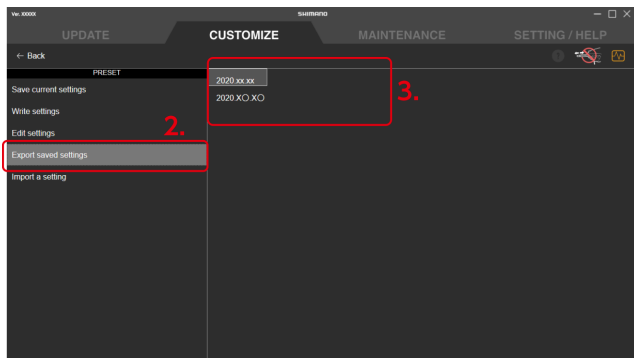 Ver. XXXXX
SHIMANO
UPDATE
CUSTOMIZE
MAINTENANCE
SETTING / HELP
← Back
PRESET
Save current settings
Write settings
Edit settings
Export saved settings
Import a setting
2.
2020.xx.xx
2020.X○.X○
3.